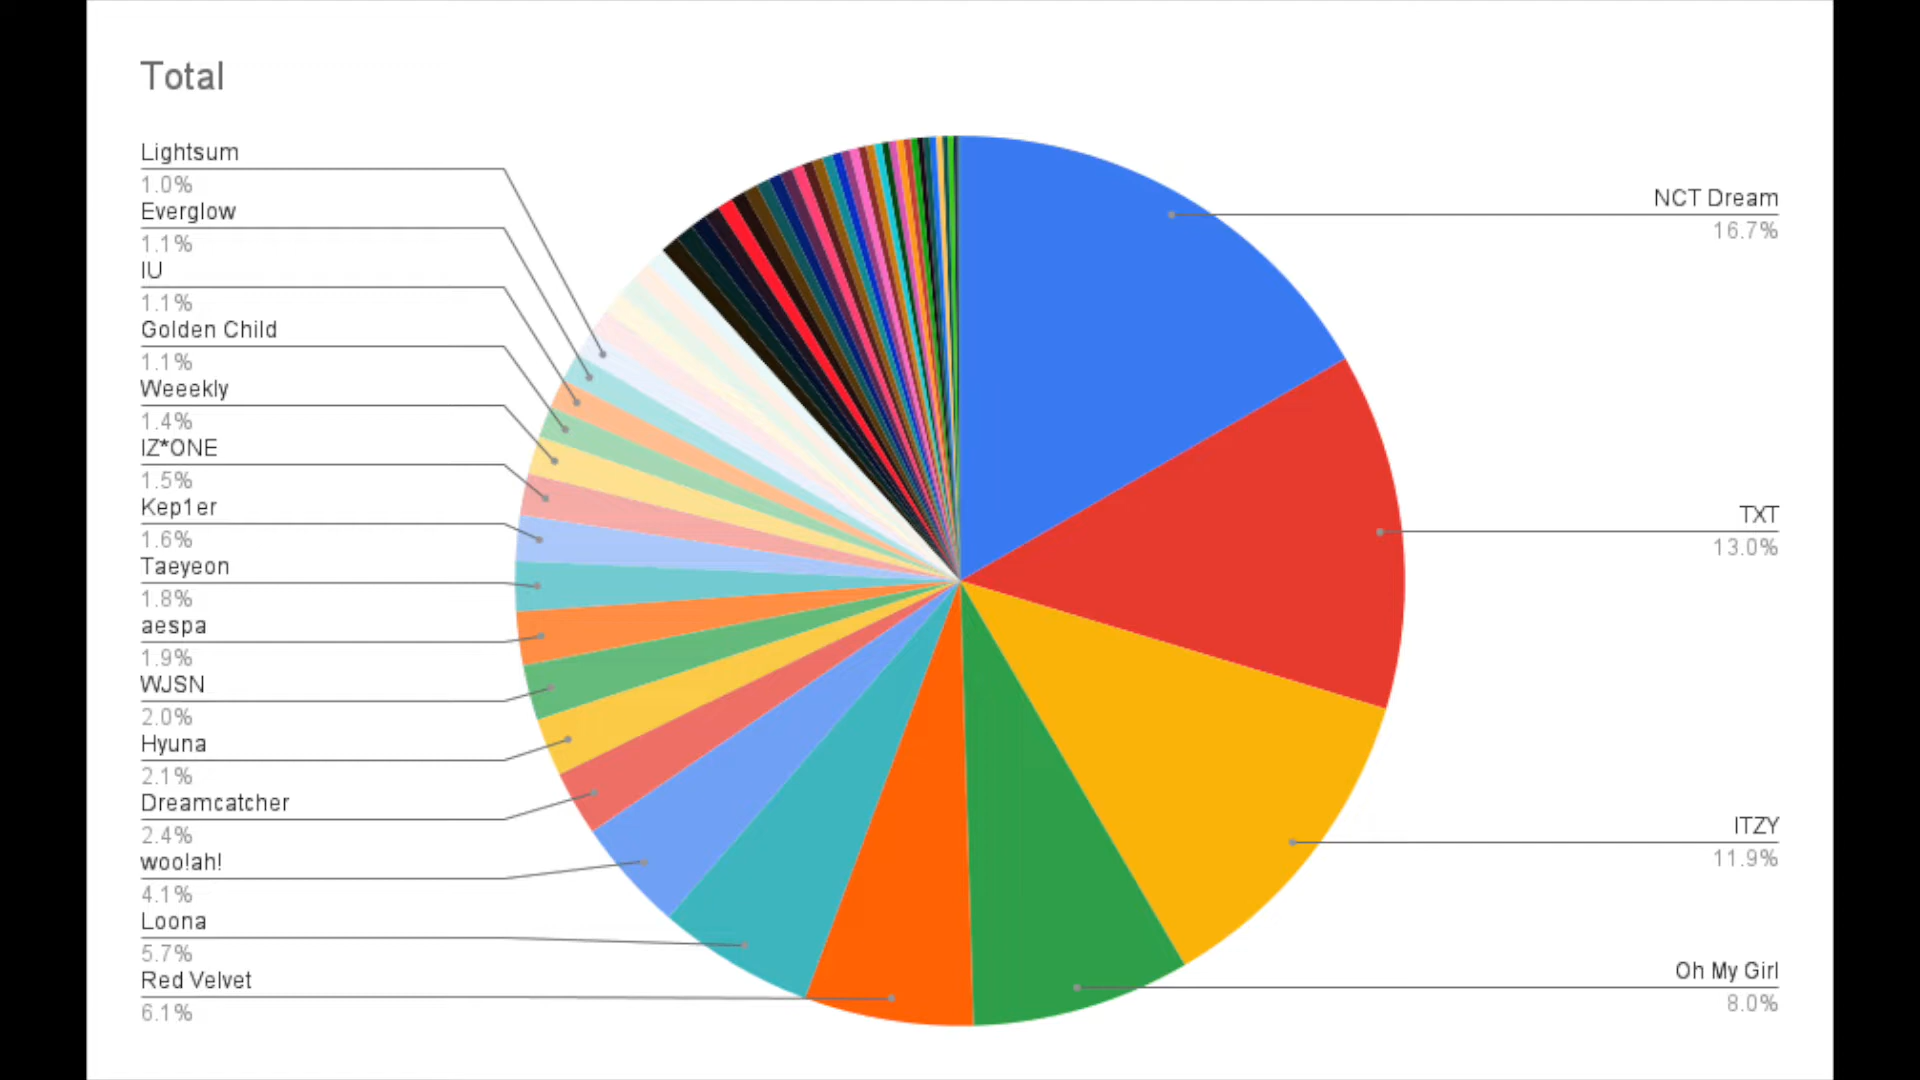 Total
Lightsum
1.0%
Everglow
1.1%
IU
1.1%
Golden Child
1.1%
Weeekly
1.4%
IZ*ONE
1.5%
Kep1er
1.6%
Taeyeon
1.8%
aespa
1.9%
WJSN
2.0%
Hyuna
2.1%
Dreamcatcher
2.4%
woo!ah!
4.1%
Loona
5.7%
Red Velvet
6.1%
NCT Dream
16.7%
TXT
13.0%
ITZY
11.9%
Oh My Girl
8.0%